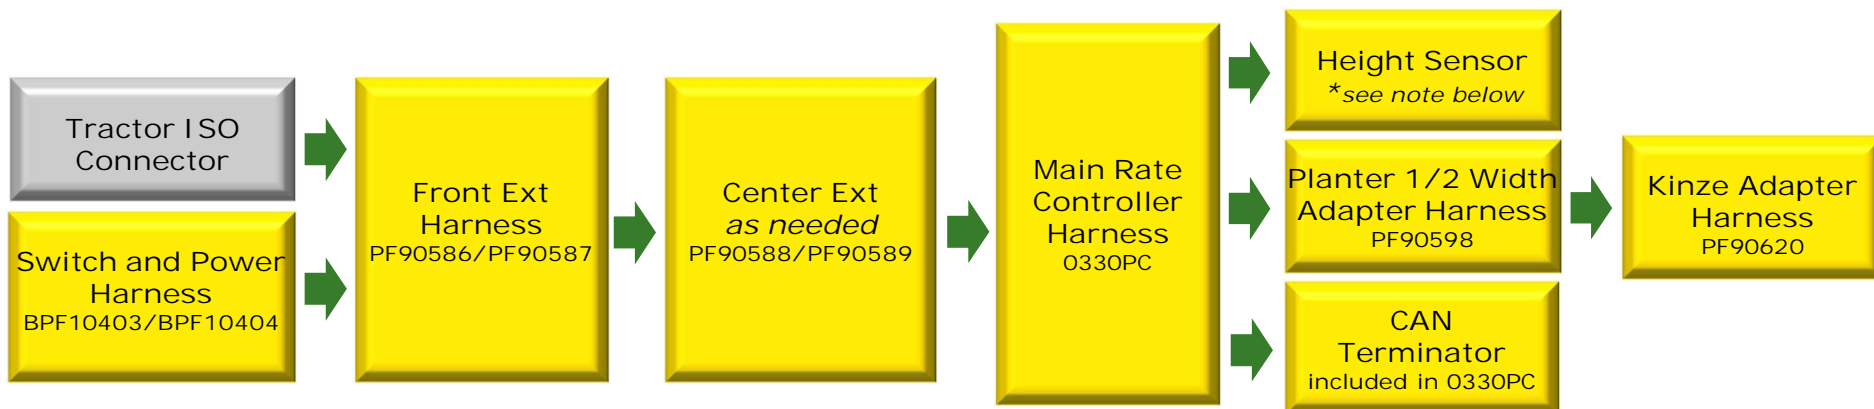 Tractor ISO
Connector
Switch and Power
Harness
BPF10403/BPF10404
Front Ext
Harness
PF90586/PF90587
Center Ext
as needed
PF90588/PF90589
Main Rate
Controller
Harness
0330PC
Height Sensor
*see note below
Planter 1/2 Width
Adapter Harness
PF90598
CAN
Terminator
included in 0330PC
Kinze Adapter
Harness
PF90620